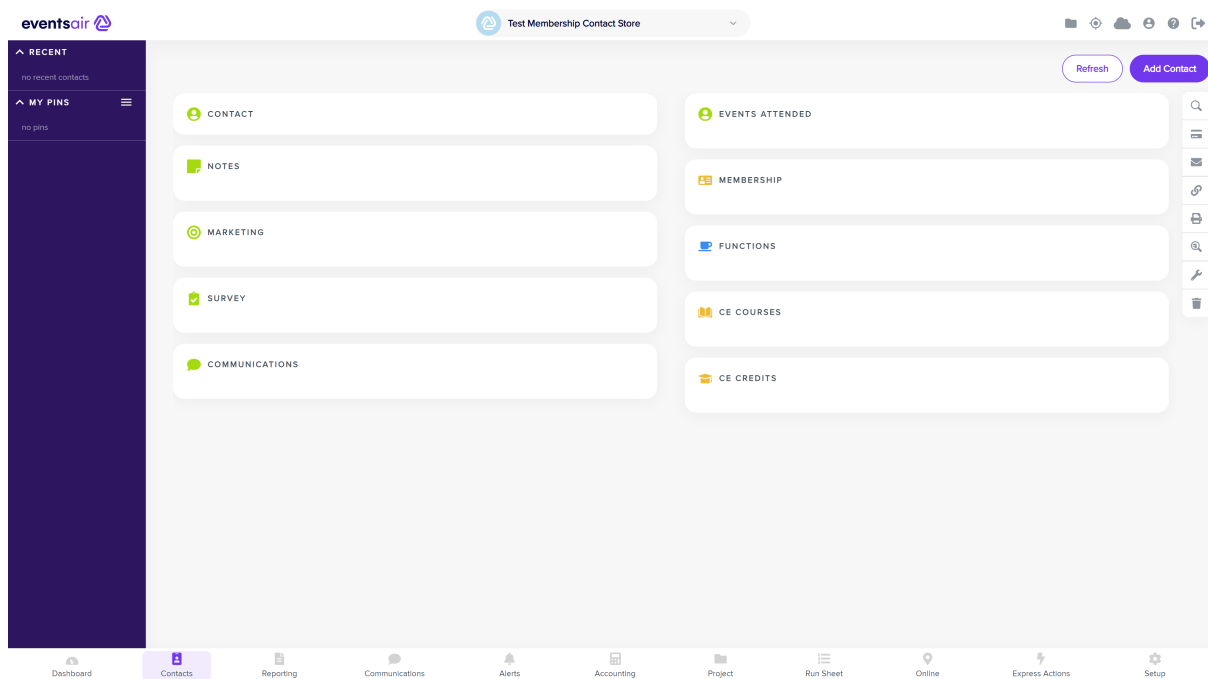 eventsair
Test Membership Contact Store
RECENT
no recent contacts
MY PINS
no pins
Refresh
Add Contact
CONTACT
NOTES
MARKETING
SURVEY
COMMUNICATIONS
EVENTS ATTENDED
MEMBERSHIP
FUNCTIONS
CE COURSES
CE CREDITS
Dashboard
Contacts
Reporting
Communications
Alerts
Accounting
Project
Run Sheet
Online
Express Actions
Setup